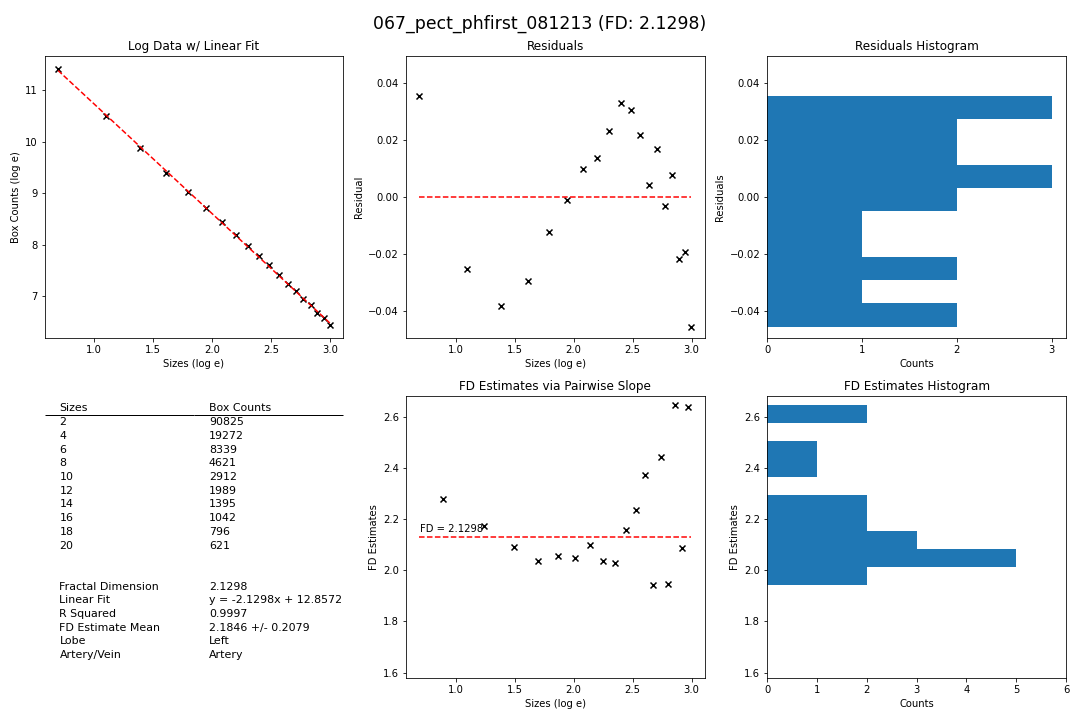 067_pect_phfirst_081213 (FD: 2.1298)
Log Data w/ Linear Fit
Box Counts (log e)
11
10
9
8
7
1.0 1.5 2.0 2.5 3.0
Sizes (log e)
Residuals
Residual
0.04
0.02
0.00
−0.02
−0.04
1.0 1.5 2.0 2.5 3.0
Sizes (log e)
Residuals Histogram
Residuals
0.04
0.02
0.00
−0.02
−0.04
0 1 2 3
Counts
Sizes Box Counts
2 90825
4 19272
6 8339
8 4621
10 2912
12 1989
14 1395
16 1042
18 796
20 621
Fractal Dimension 2.1298
Linear Fit y = -2.1298x + 12.8572
R Squared 0.9997
FD Estimate Mean 2.1846 +/- 0.2079
Lobe Left
Artery/Vein Artery
FD Estimates via Pairwise Slope
FD Estimates
2.6
2.4
2.2
2.0
1.8
1.6
FD = 2.1298
1.0 1.5 2.0 2.5 3.0
Sizes (log e)
FD Estimates Histogram
FD Estimates
2.6
2.4
2.2
2.0
1.8
1.6
0 1 2 3 4 5 6
Counts